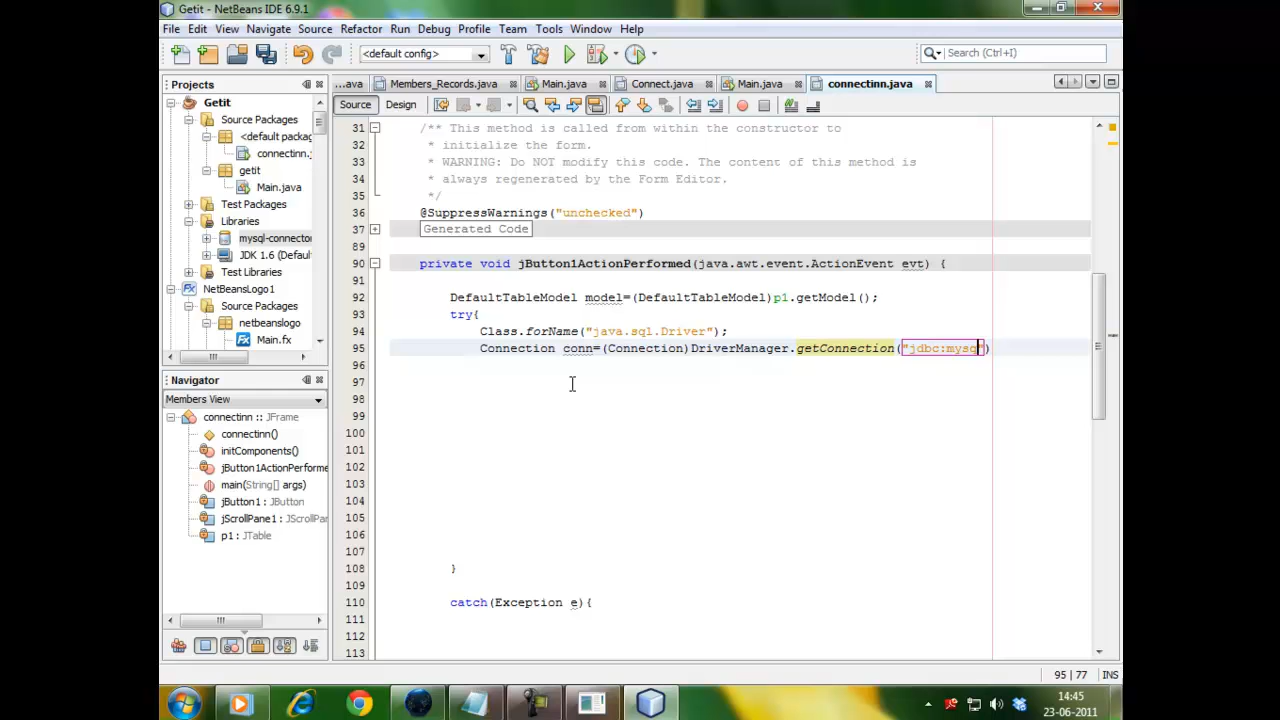 Getit - NetBeans IDE 6.9.1
File Edit View Navigate Source Refactor Run Debug Profile Team Tools Window Help
<default config>
Search (Ctrl+I)
Projects
...ava Members_Records.java Main.java Connect.java Main.java connectinn.java
Source Design
Getit
Source Packages
<default packag
connectinn.j
getit
Main.java
Test Packages
Libraries
mysql-connecto
JDK 1.6 (Defau
Test Libraries
NetBeansLogo1
Source Packages
netbeanslogo
Main.fx
31 /** This method is called from within the constructor to
32 * initialize the form.
33 * WARNING: Do NOT modify this code. The content of this method is
34 * always regenerated by the Form Editor.
35 */
36 @SuppressWarnings("unchecked")
37 Generated Code
89
90 private void jButton1ActionPerformed(java.awt.event.ActionEvent evt) {
91
92 DefaultTableModel model=(DefaultTableModel)p1.getModel();
93 try{
94 Class.forName("java.sql.Driver");
95 Connection conn=(Connection)DriverManager.getConnection("jdbc:mysq")
96
97
98
99
100
101
102
103
104
105
106
107
108 }
109
110 catch(Exception e){
111
112
113
Navigator
Members View
connectinn :: JFrame
connectinn()
initComponents()
jButton1ActionPerforme
main(String[] args)
jButton1 : JButton
jScrollPane1 : JScrollPar
p1 : JTable
95 | 77 INS
14:45
23-06-2011